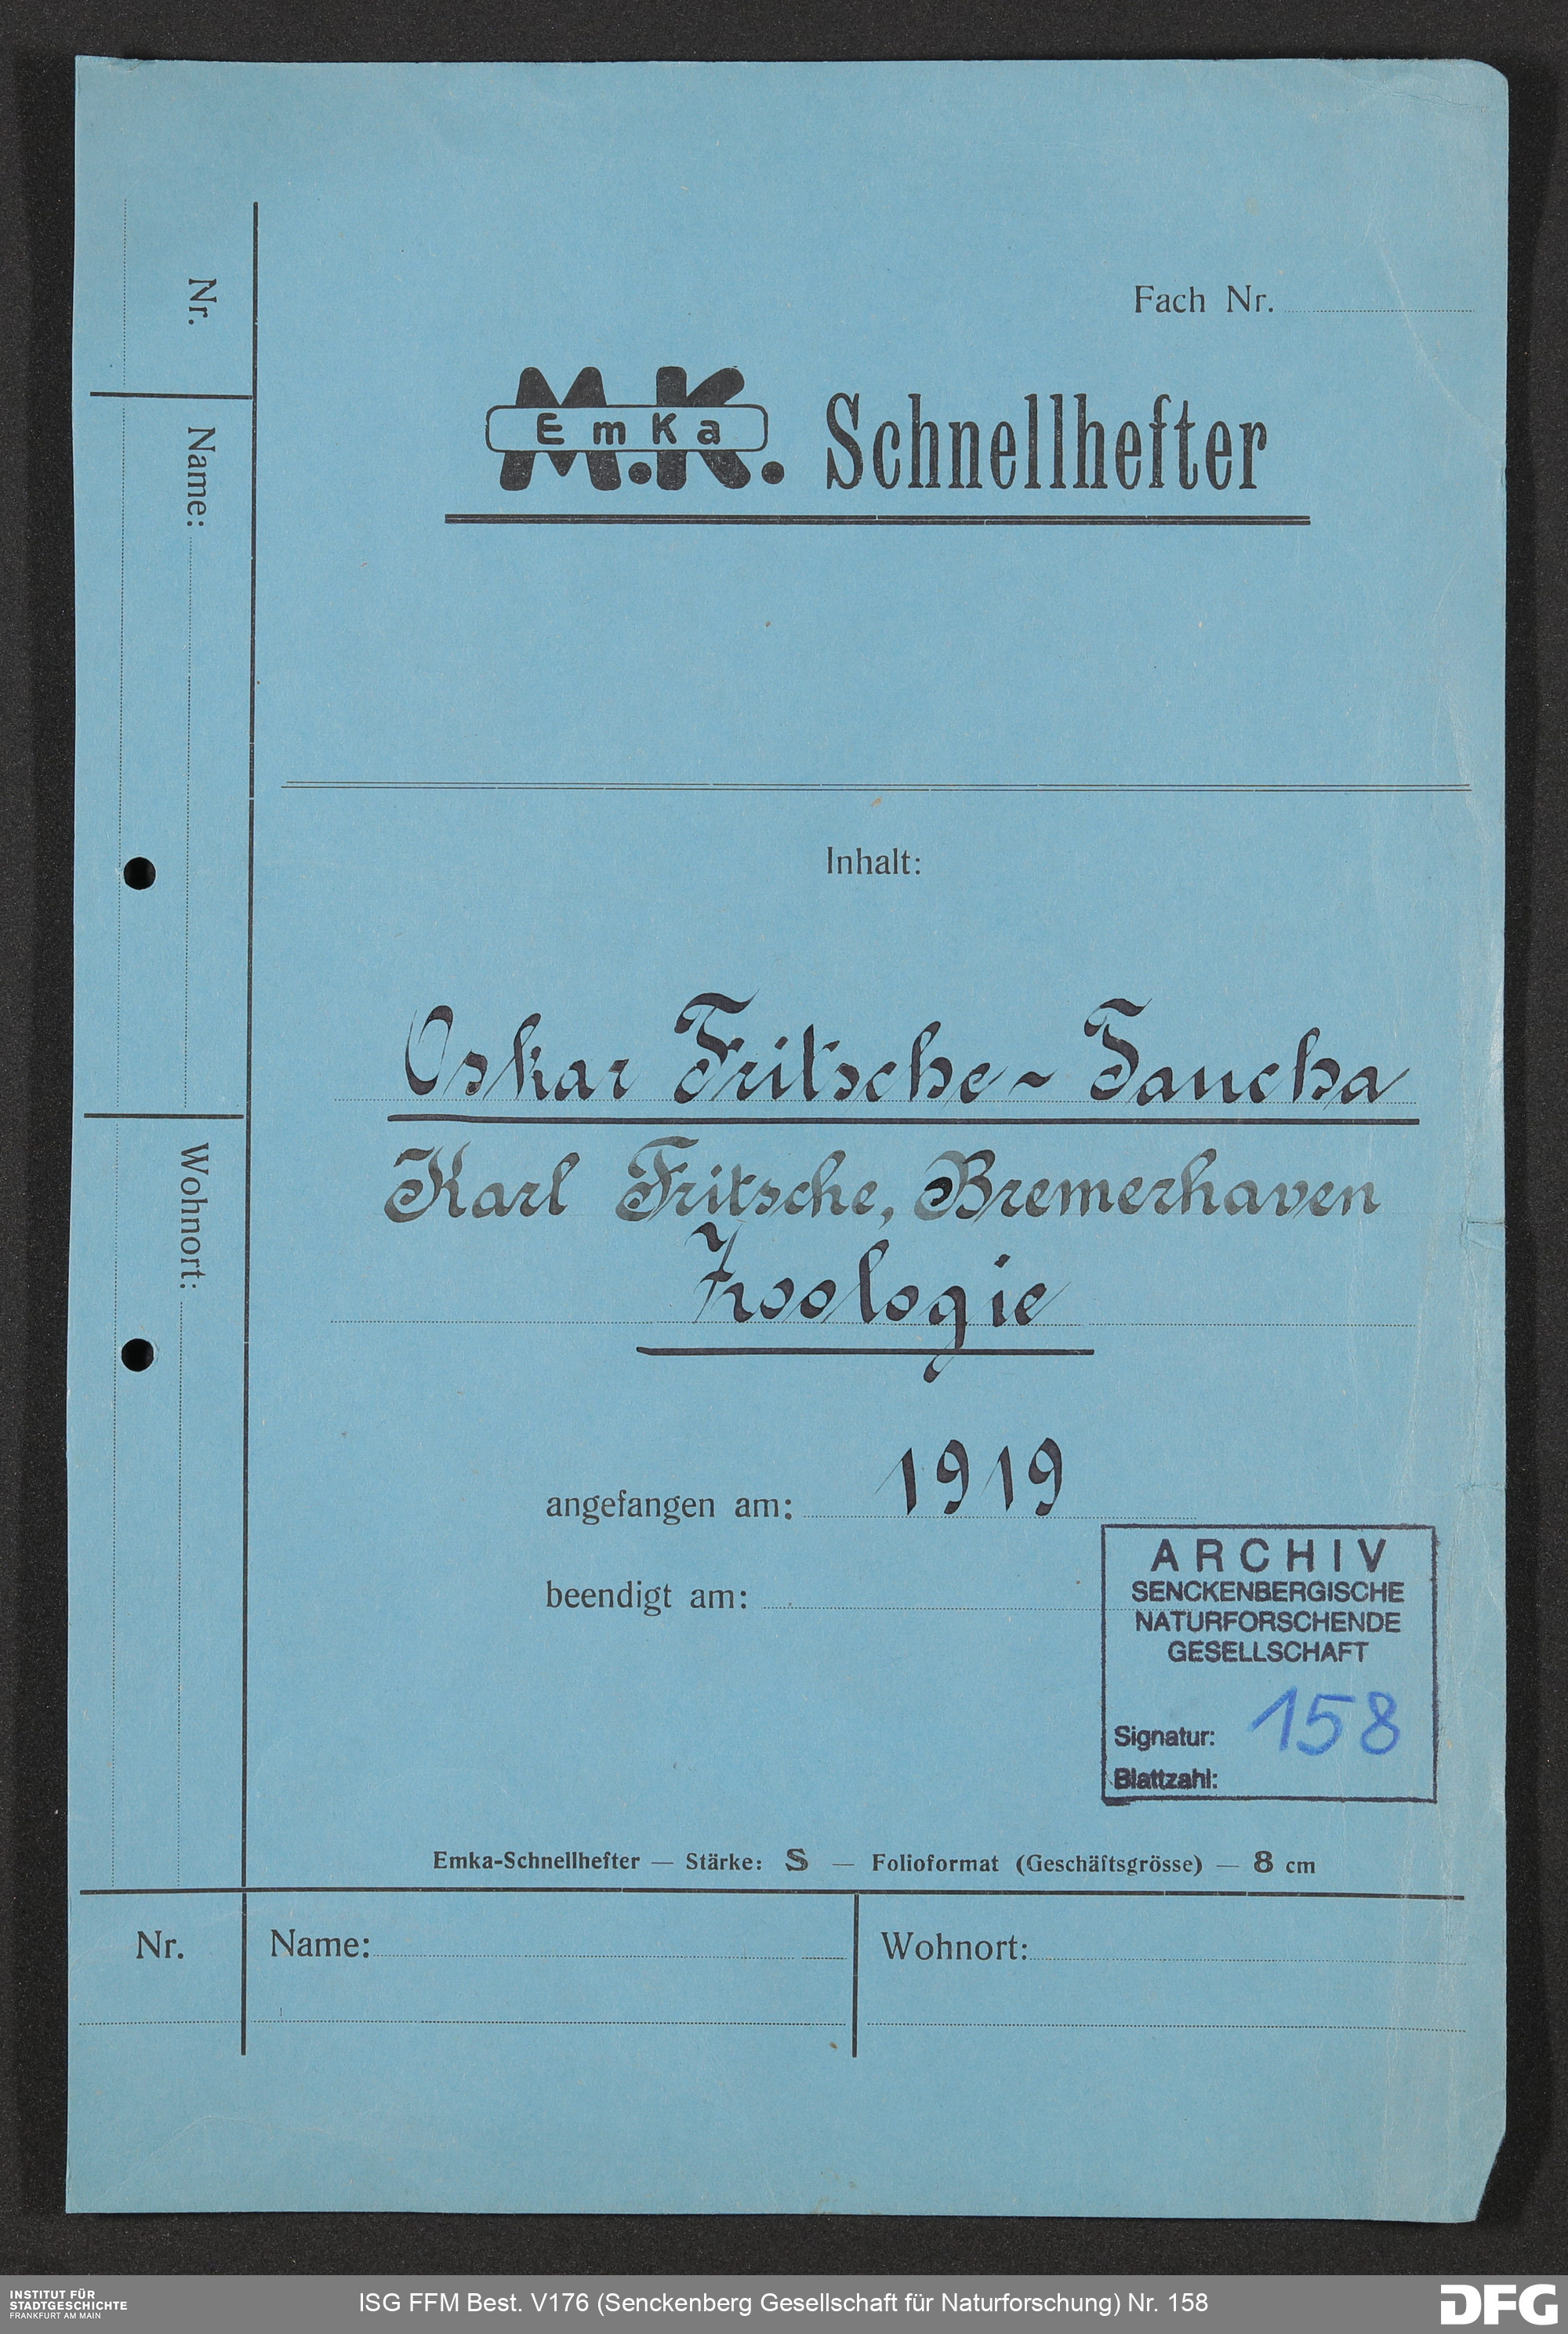 Fach Nr.
M.K. EmKa Schnellhefter
Inhalt:
Oskar Fritsche - Taucha
Karl Fritsche, Bremerhaven
Zoologie
angefangen am: 1919
beendigt am:
ARCHIV
SENCKENBERGISCHE
NATURFORSCHENDE
GESELLSCHAFT
Signatur: 158
Blattzahl:
Emka-Schnellhefter — Stärke: S — Folioformat (Geschäftsgrösse) — 8 cm
Nr. Name: Wohnort:
Nr.
Name:
Wohnort:
INSTITUT FÜR
STADTGESCHICHTE
FRANKFURT AM MAIN
ISG FFM Best. V176 (Senckenberg Gesellschaft für Naturforschung) Nr. 158
DFG